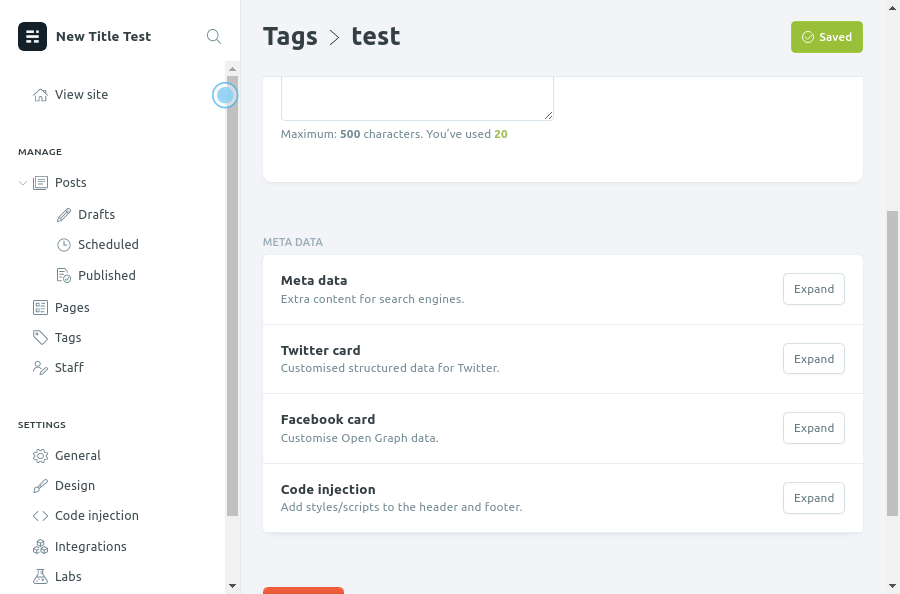 New Title Test
View site
MANAGE
Posts
Drafts
Scheduled
Published
Pages
Tags
Staff
SETTINGS
General
Design
Code injection
Integrations
Labs
Tags > test
Saved
Maximum: 500 characters. You've used 20
META DATA
Meta data
Extra content for search engines.
Expand
Twitter card
Customised structured data for Twitter.
Expand
Facebook card
Customise Open Graph data.
Expand
Code injection
Add styles/scripts to the header and footer.
Expand